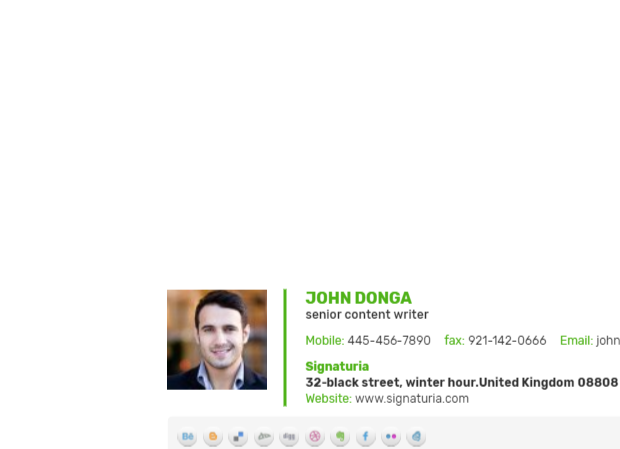 JOHN DONGA
senior content writer
Mobile: 445-456-7890 fax: 921-142-0666 Email: john
Signaturia
32-black street, winter hour.United Kingdom 08808
Website: www.signaturia.com
Bē